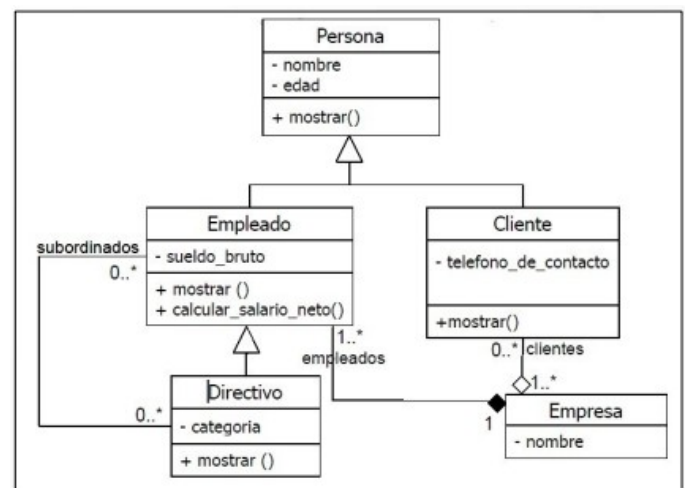 Persona
- nombre
- edad
+ mostrar()
Empleado
- sueldo_bruto
+ mostrar ()
+ calcular_salario_neto()
Cliente
- telefono_de_contacto
+mostrar()
subordinados
0..*
1..*
empleados
0..* clientes
1..*
Directivo
- categoria
+ mostrar ()
0..*
1
Empresa
- nombre